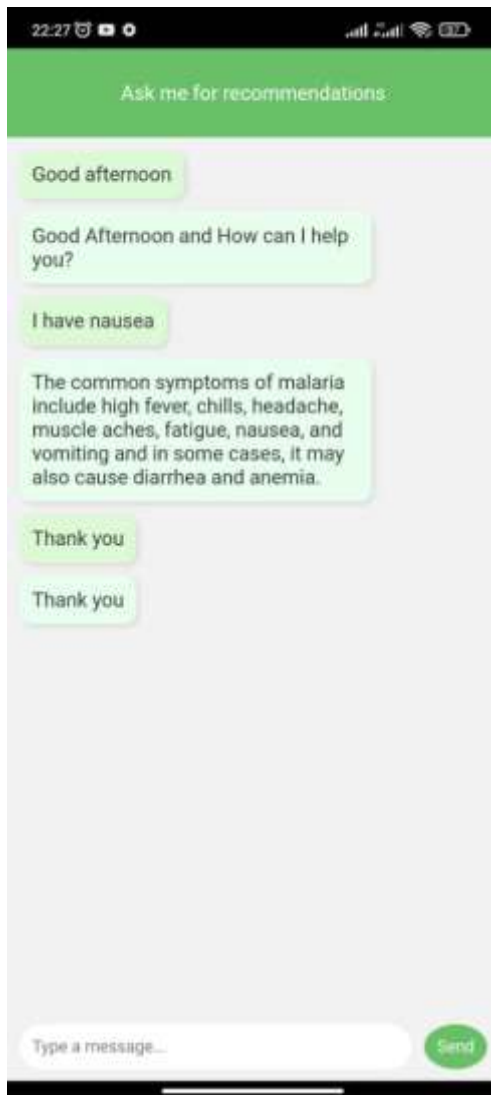 22:27
Ask me for recommendations
Good afternoon
Good Afternoon and How can I help
you?
I have nausea
The common symptoms of malaria
include high fever, chills, headache,
muscle aches, fatigue, nausea, and
vomiting and in some cases, it may
also cause diarrhea and anemia.
Thank you
Thank you
Type a message...
Send